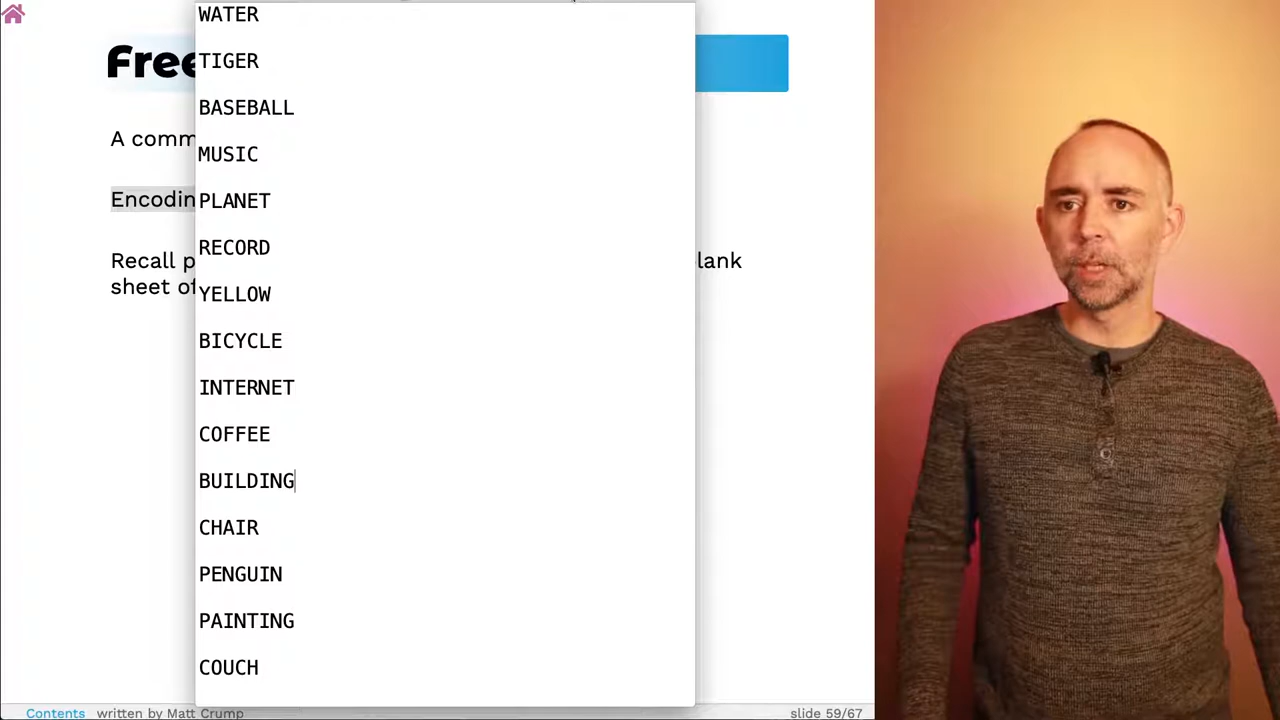 WATER
Free
TIGER
BASEBALL
A comm
MUSIC
Encodin
PLANET
RECORD
Recall p
lank
sheet of
YELLOW
BICYCLE
INTERNET
COFFEE
BUILDING
CHAIR
PENGUIN
PAINTING
COUCH
Contents written by Matt Crump
slide 59/67